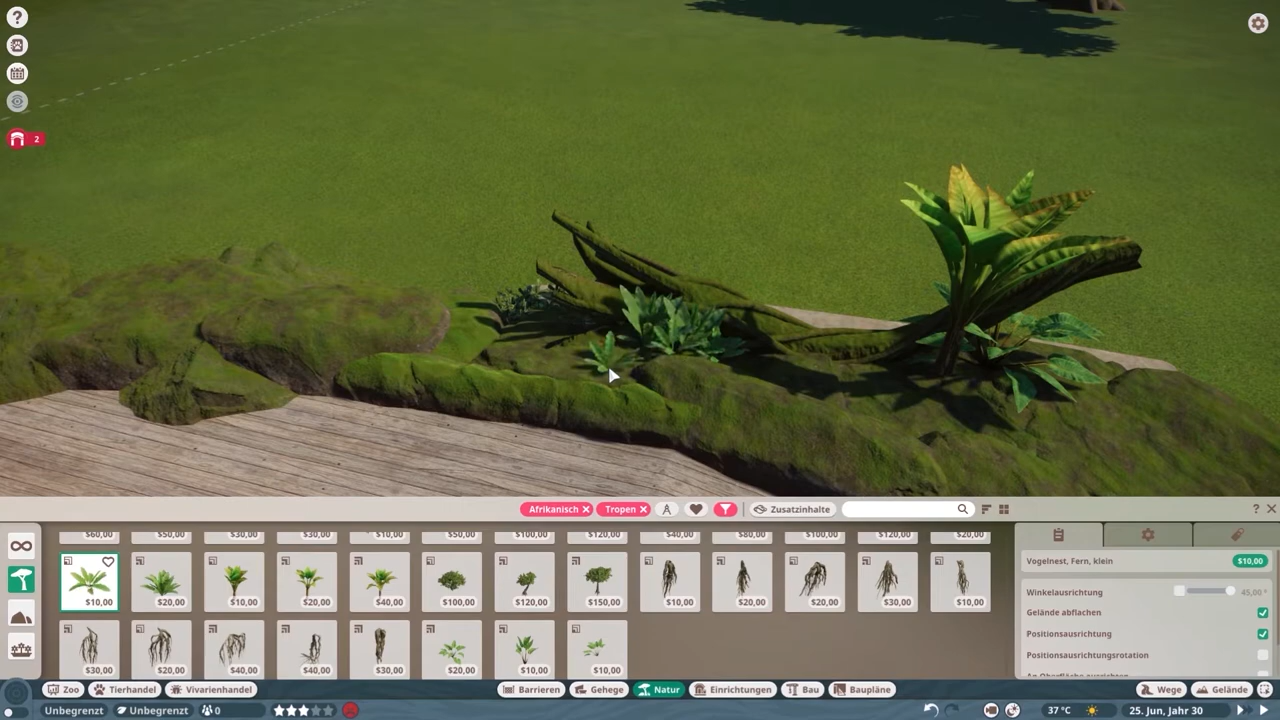 2
Afrikanisch ✕ Tropen ✕ Zusatzinhalte
$60,00 $50,00 $30,00 $30,00 $10,00 $50,00 $100,00 $120,00 $40,00 $80,00 $100,00 $120,00 $20,00
$10,00 $20,00 $10,00 $20,00 $40,00 $100,00 $120,00 $150,00 $10,00 $20,00 $20,00 $30,00 $10,00
$30,00 $20,00 $40,00 $40,00 $30,00 $20,00 $10,00 $10,00
Vogelnest, Fern, klein $10,00
Winkelausrichtung 45,00 °
Gelände abflachen
Positionsausrichtung
Positionsausrichtungsrotation
Zoo Tierhandel Vivarienhandel Barrieren Gehege Natur Einrichtungen Bau Baupläne Wege Gelände
Unbegrenzt Unbegrenzt 0 37 °C 25. Jun, Jahr 30